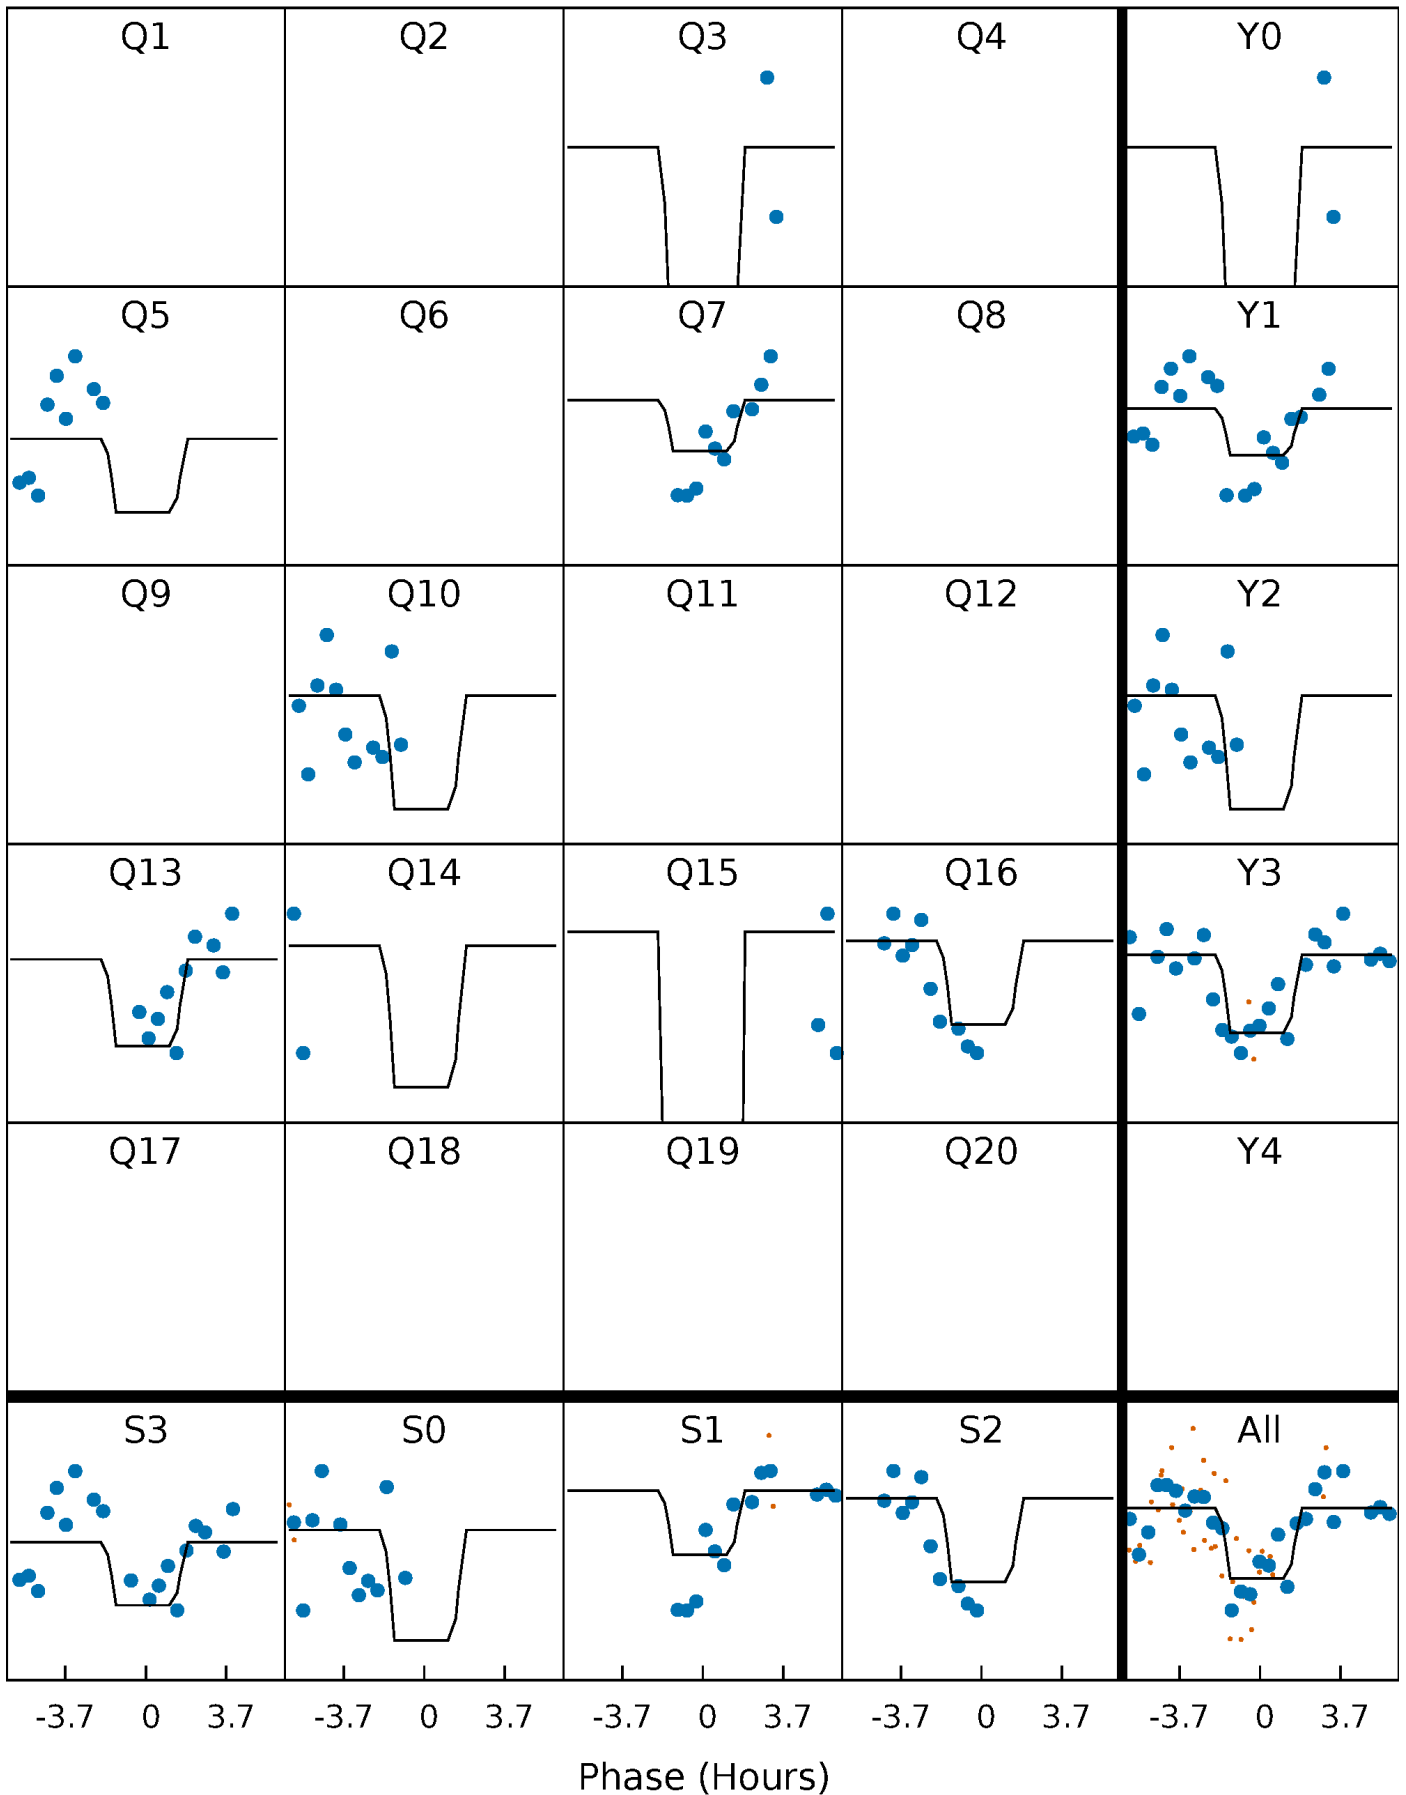 Q1 Q2 Q3 Q4 Y0
Q5 Q6 Q7 Q8 Y1
Q9 Q10 Q11 Q12 Y2
Q13 Q14 Q15 Q16 Y3
Q17 Q18 Q19 Q20 Y4
S3 S0 S1 S2 All
-3.7 0 3.7 -3.7 0 3.7 -3.7 0 3.7 -3.7 0 3.7 -3.7 0 3.7
Phase (Hours)